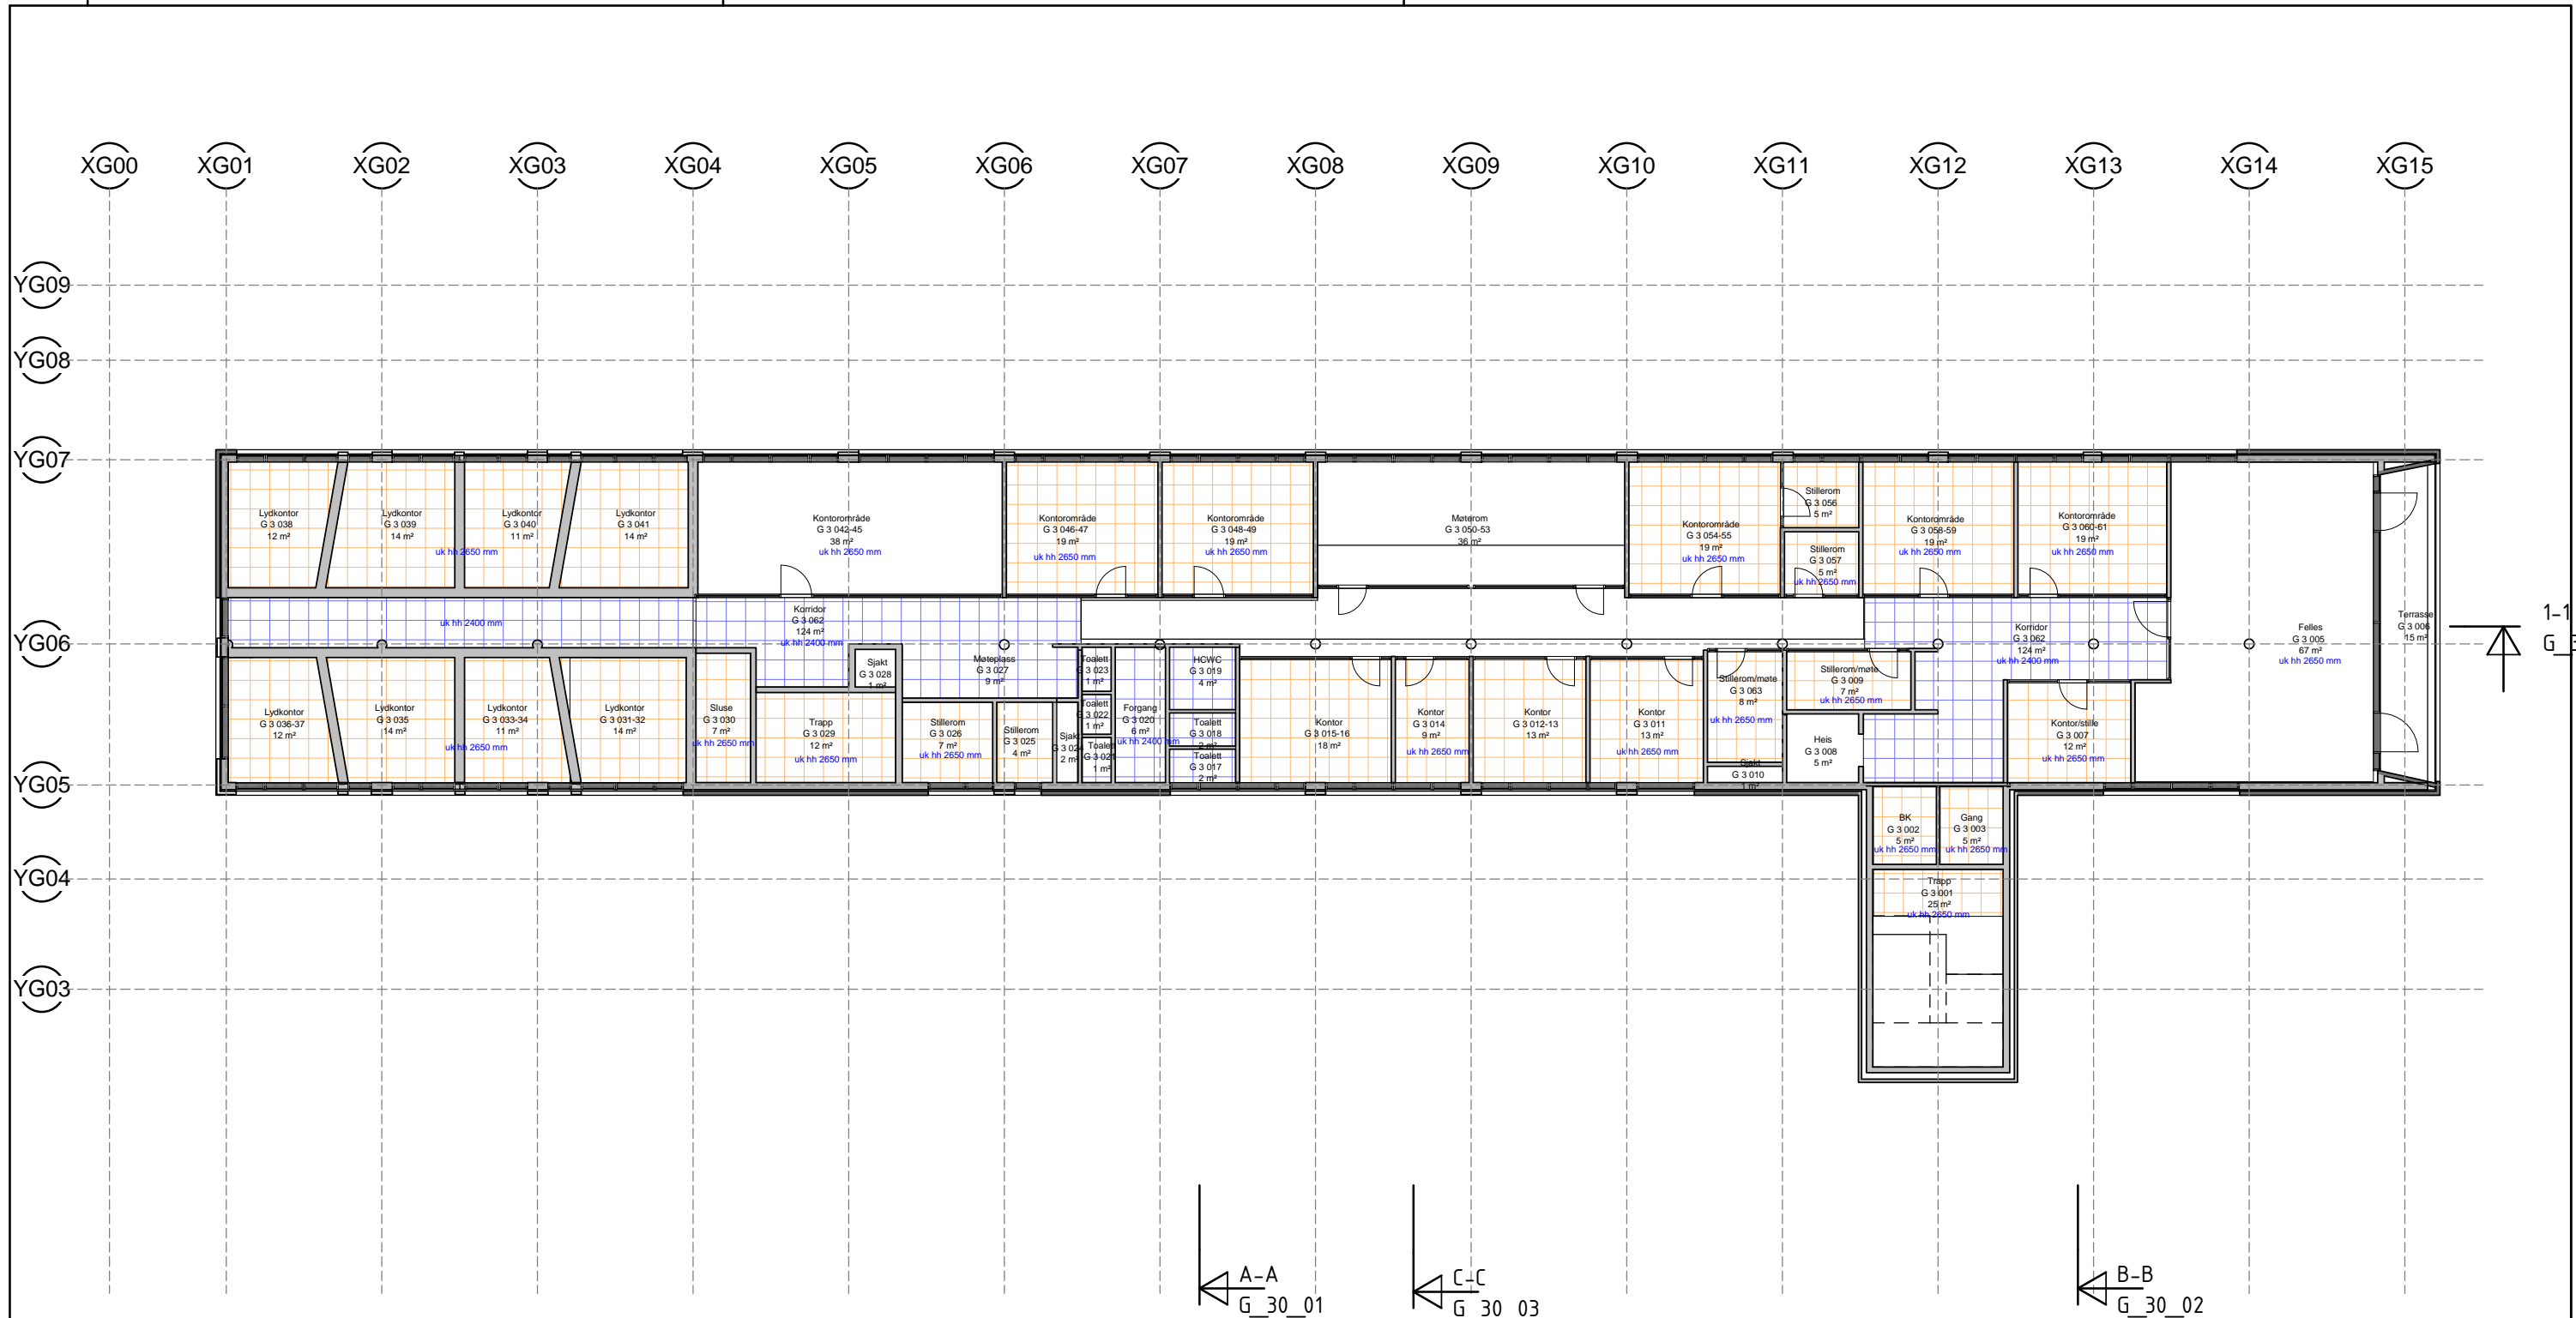 XG00
XG01
XG02
XG03
XG04
XG05
XG06
XG07
XG08
XG09
XG10
XG11
XG12
XG13
XG14
XG15
YG09
YG08
YG07
YG06
YG05
YG04
YG03
Lydkontor
G 3 038
12 m²
Lydkontor
G 3 039
14 m²
uk hh 2650 mm
Lydkontor
G 3 040
11 m²
Lydkontor
G 3 041
14 m²
Kontorområde
G 3 042-45
38 m²
uk hh 2650 mm
Kontorområde
G 3 046-47
19 m²
uk hh 2650 mm
Kontorområde
G 3 048-49
19 m²
uk hh 2650 mm
Møterom
G 3 050-53
36 m²
Kontorområde
G 3 054-55
19 m²
uk hh 2650 mm
Stillerom
G 3 056
5 m²
Stillerom
G 3 057
5 m²
uk hh 2650 mm
Kontorområde
G 3 058-59
19 m²
uk hh 2650 mm
Kontorområde
G 3 060-61
19 m²
uk hh 2650 mm
uk hh 2400 mm
Korridor
G 3 062
124 m²
uk hh 2400 mm
Korridor
G 3 062
124 m²
uk hh 2400 mm
Felles
G 3 005
67 m²
uk hh 2650 mm
Terrasse
G 3 006
15 m²
1-1
Lydkontor
G 3 036-37
12 m²
Lydkontor
G 3 035
14 m²
uk hh 2650 mm
Lydkontor
G 3 033-34
11 m²
Lydkontor
G 3 031-32
14 m²
Sluse
G 3 030
7 m²
uk hh 2650 mm
Trapp
G 3 029
12 m²
uk hh 2650 mm
Sjakt
G 3 028
1 m²
Møteplass
G 3 027
9 m²
Stillerom
G 3 026
7 m²
uk hh 2650 mm
Stillerom
G 3 025
4 m²
Sjakt
G 3 024
2 m²
Toalett
G 3 023
1 m²
Toalett
G 3 022
1 m²
Toalett
G 3 021
1 m²
Forgang
G 3 020
6 m²
uk hh 2400 mm
HCWC
G 3 019
4 m²
Toalett
G 3 018
2 m²
Toalett
G 3 017
2 m²
Kontor
G 3 015-16
18 m²
Kontor
G 3 014
9 m²
uk hh 2650 mm
Kontor
G 3 012-13
13 m²
Kontor
G 3 011
13 m²
uk hh 2650 mm
Stillerom/møte
G 3 063
8 m²
uk hh 2650 mm
Sjakt
G 3 010
1 m²
Stillerom/møte
G 3 009
7 m²
uk hh 2650 mm
Heis
G 3 008
5 m²
Kontor/stille
G 3 007
12 m²
uk hh 2650 mm
BK
G 3 002
5 m²
uk hh 2650 mm
Gang
G 3 003
5 m²
uk hh 2650 mm
Trapp
G 3 001
25 m²
uk hh 2650 mm
A-A
G_30_01
C-C
G 30 03
B-B
G_30_02